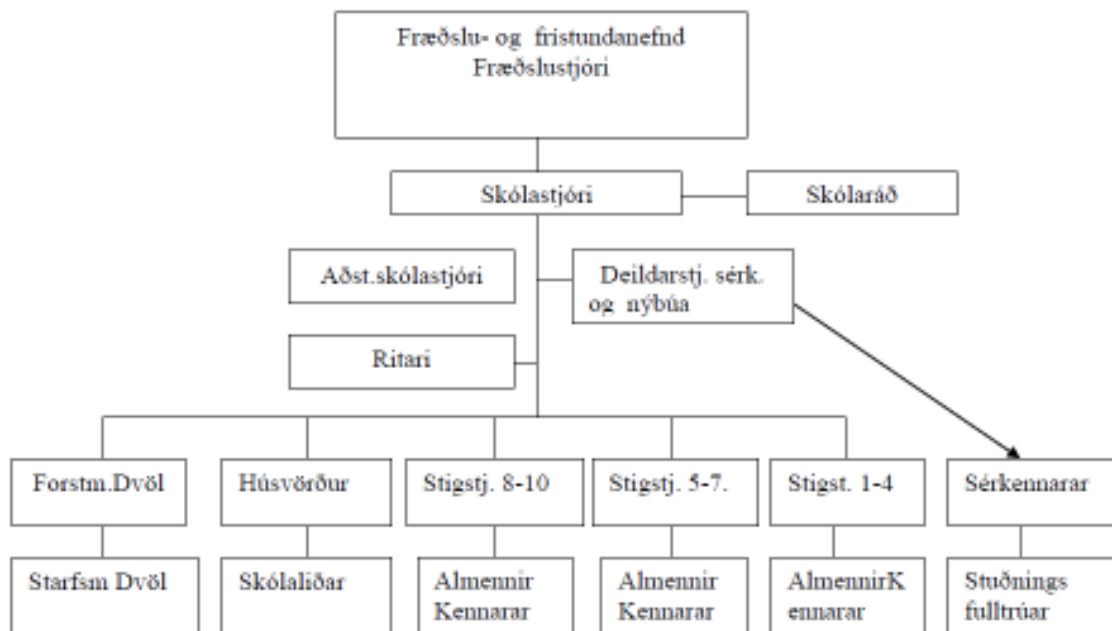 Fræðslu- og fristundanefnd
Fræðslustjóri
Skólastjóri
Skólaráð
Aðst.skólastjóri
Deildarstj. sérk.
og nýbúa
Ritari
Forstm.Dvöl
Húsvörður
Stigstj. 8-10
Stigstj. 5-7.
Stigst. 1-4
Sérkennarar
Starfsm Dvöl
Skólaliðar
Almennir
Kennarar
Almennir
Kennarar
AlmennirK
ennarar
Stuðnings
fulltrúar